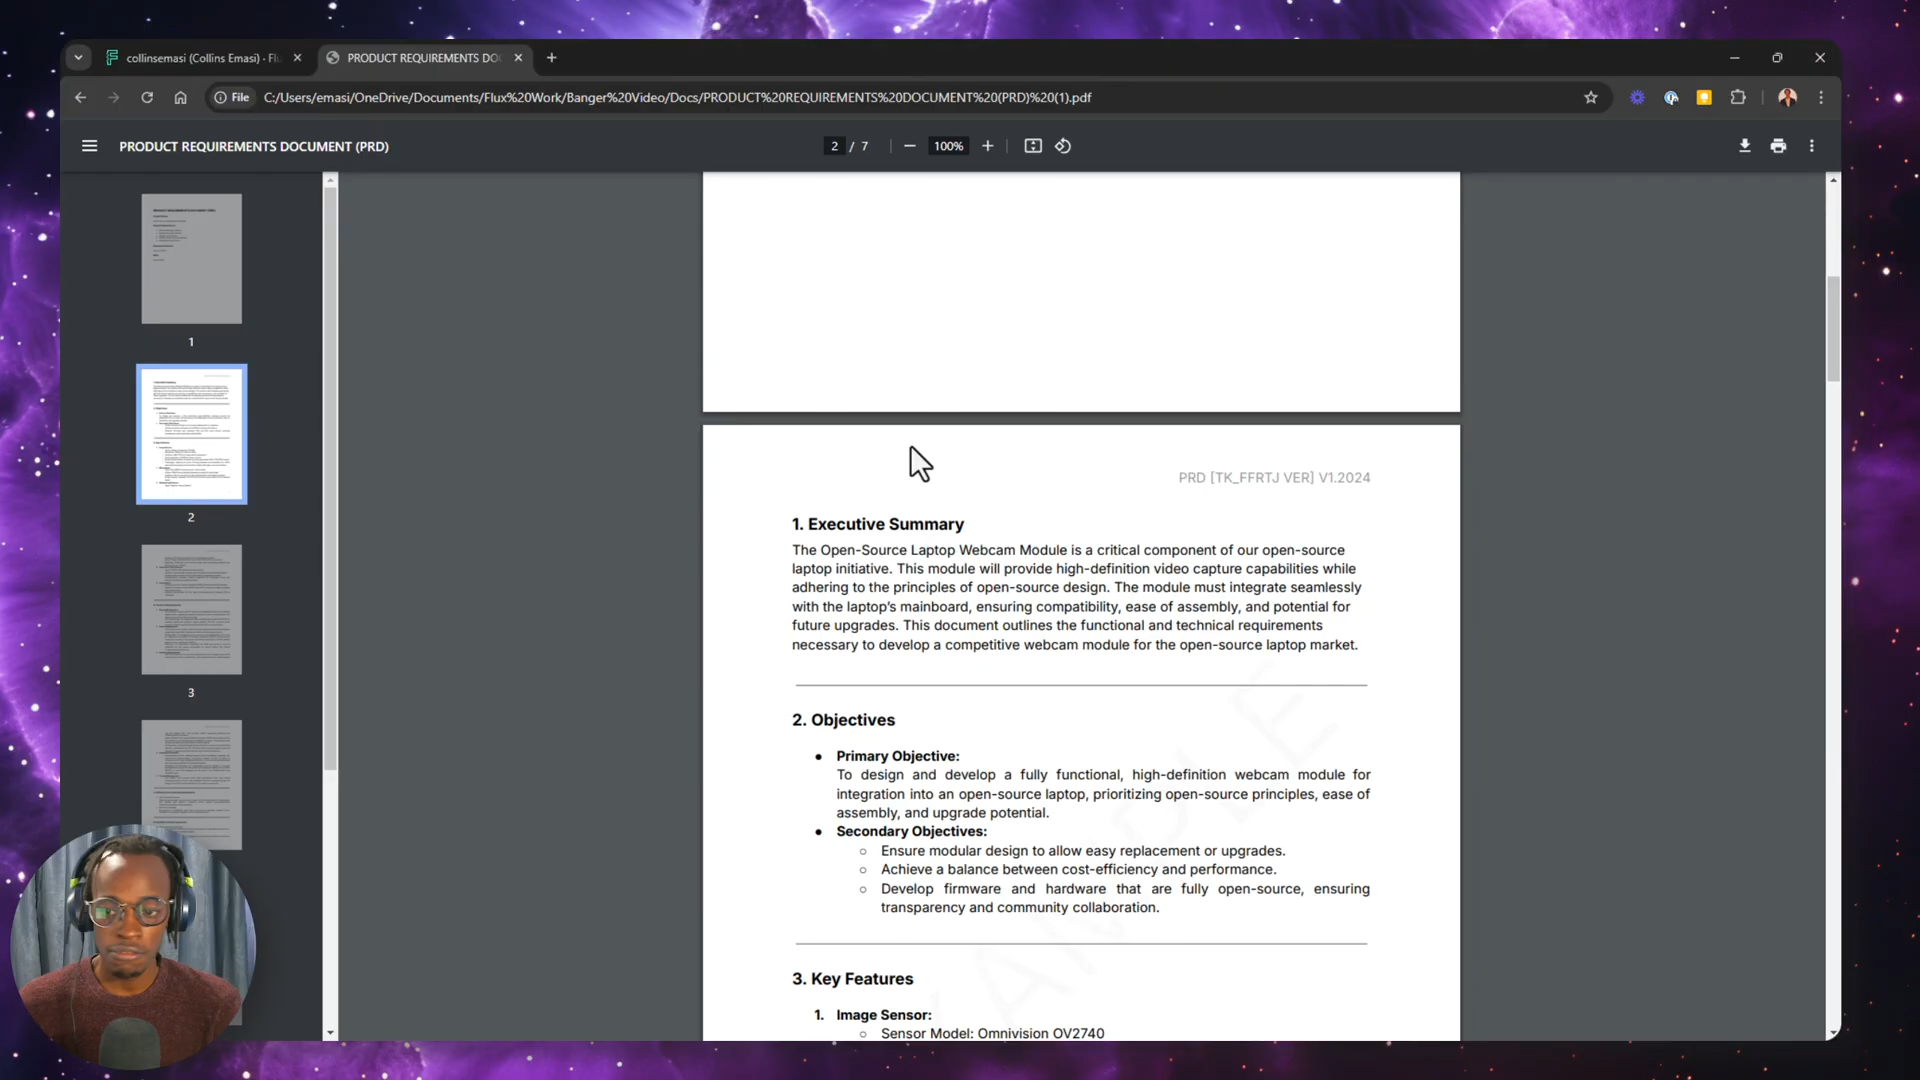 collinsemasi (Collins Emasi) · Flu
PRODUCT REQUIREMENTS DO
File
C:/Users/emasi/OneDrive/Documents/Flux%20Work/Banger%20Video/Docs/PRODUCT%20REQUIREMENTS%20DOCUMENT%20(PRD)%20(1).pdf
PRODUCT REQUIREMENTS DOCUMENT (PRD)
2 / 7
100%
1
2
3
PRD [TK_FFRTJ VER] V1.2024
1. Executive Summary
The Open-Source Laptop Webcam Module is a critical component of our open-source
laptop initiative. This module will provide high-definition video capture capabilities while
adhering to the principles of open-source design. The module must integrate seamlessly
with the laptop's mainboard, ensuring compatibility, ease of assembly, and potential for
future upgrades. This document outlines the functional and technical requirements
necessary to develop a competitive webcam module for the open-source laptop market.
2. Objectives
● Primary Objective:
To design and develop a fully functional, high-definition webcam module for
integration into an open-source laptop, prioritizing open-source principles, ease of
assembly, and upgrade potential.
● Secondary Objectives:
○ Ensure modular design to allow easy replacement or upgrades.
○ Achieve a balance between cost-efficiency and performance.
○ Develop firmware and hardware that are fully open-source, ensuring
transparency and community collaboration.
3. Key Features
1. Image Sensor:
○ Sensor Model: Omnivision OV2740